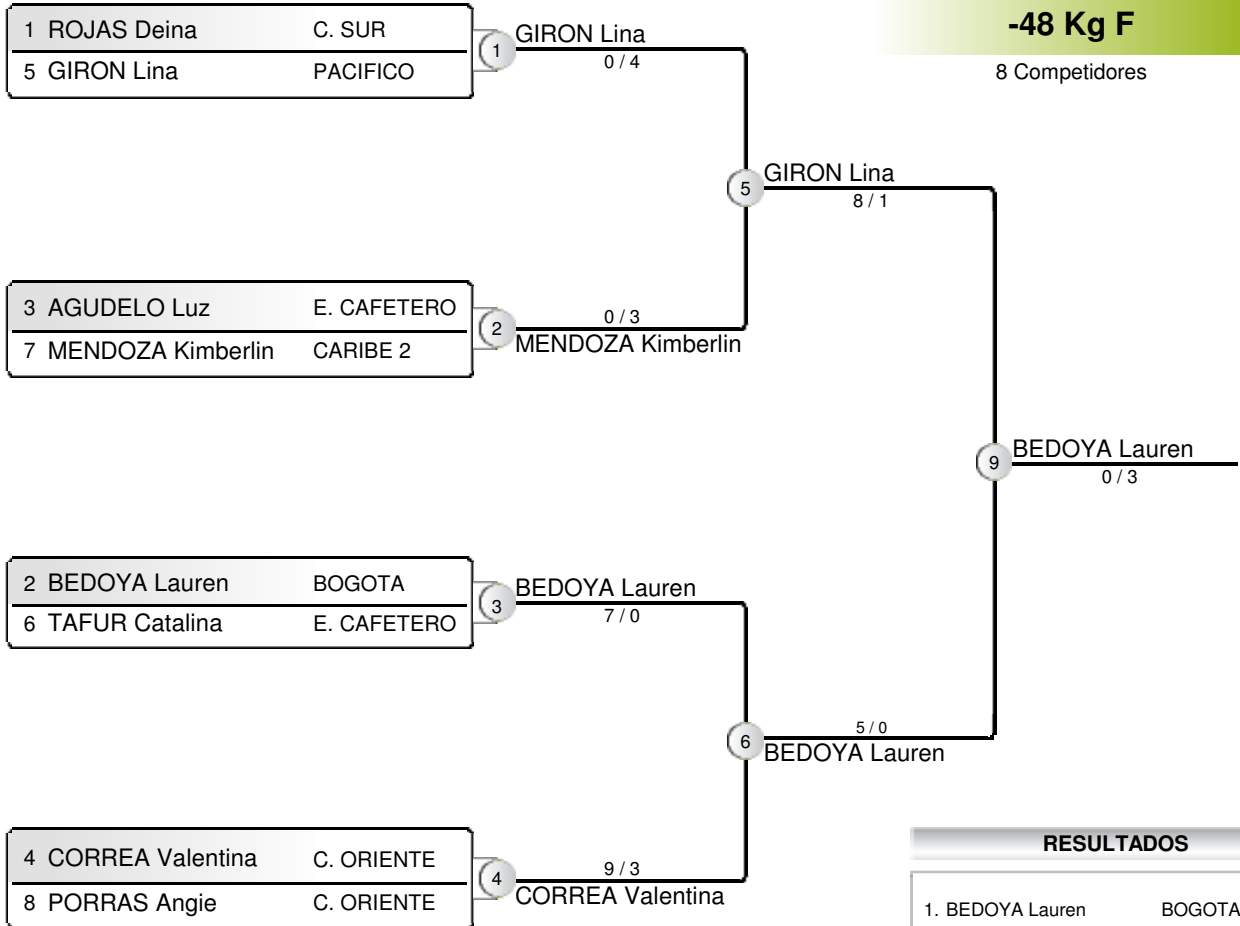 -48 Kg F
8 Competidores
1 ROJAS Deina C. SUR
5 GIRON Lina PACIFICO
1
GIRON Lina
0 / 4
5
GIRON Lina
8 / 1
3 AGUDELO Luz E. CAFETERO
7 MENDOZA Kimberlin CARIBE 2
2
0 / 3
MENDOZA Kimberlin
9
BEDOYA Lauren
0 / 3
2 BEDOYA Lauren BOGOTA
6 TAFUR Catalina E. CAFETERO
3
BEDOYA Lauren
7 / 0
6
5 / 0
BEDOYA Lauren
4 CORREA Valentina C. ORIENTE
8 PORRAS Angie C. ORIENTE
4
9 / 3
CORREA Valentina
RESULTADOS
1. BEDOYA Lauren BOGOTA